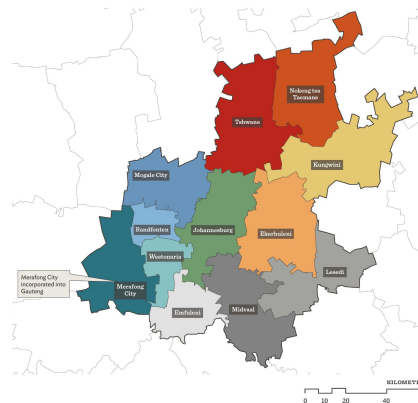 Nokeng tsa
Taemane
Tshwane
Kungwini
Mogale City
Randfontein
Johannesburg
Ekurhuleni
Westonaria
Lesedi
Merafong City
incorporated into
Gauteng
Merafong
City
Emfuleni
Midvaal
KILOMET
0 10 20 40